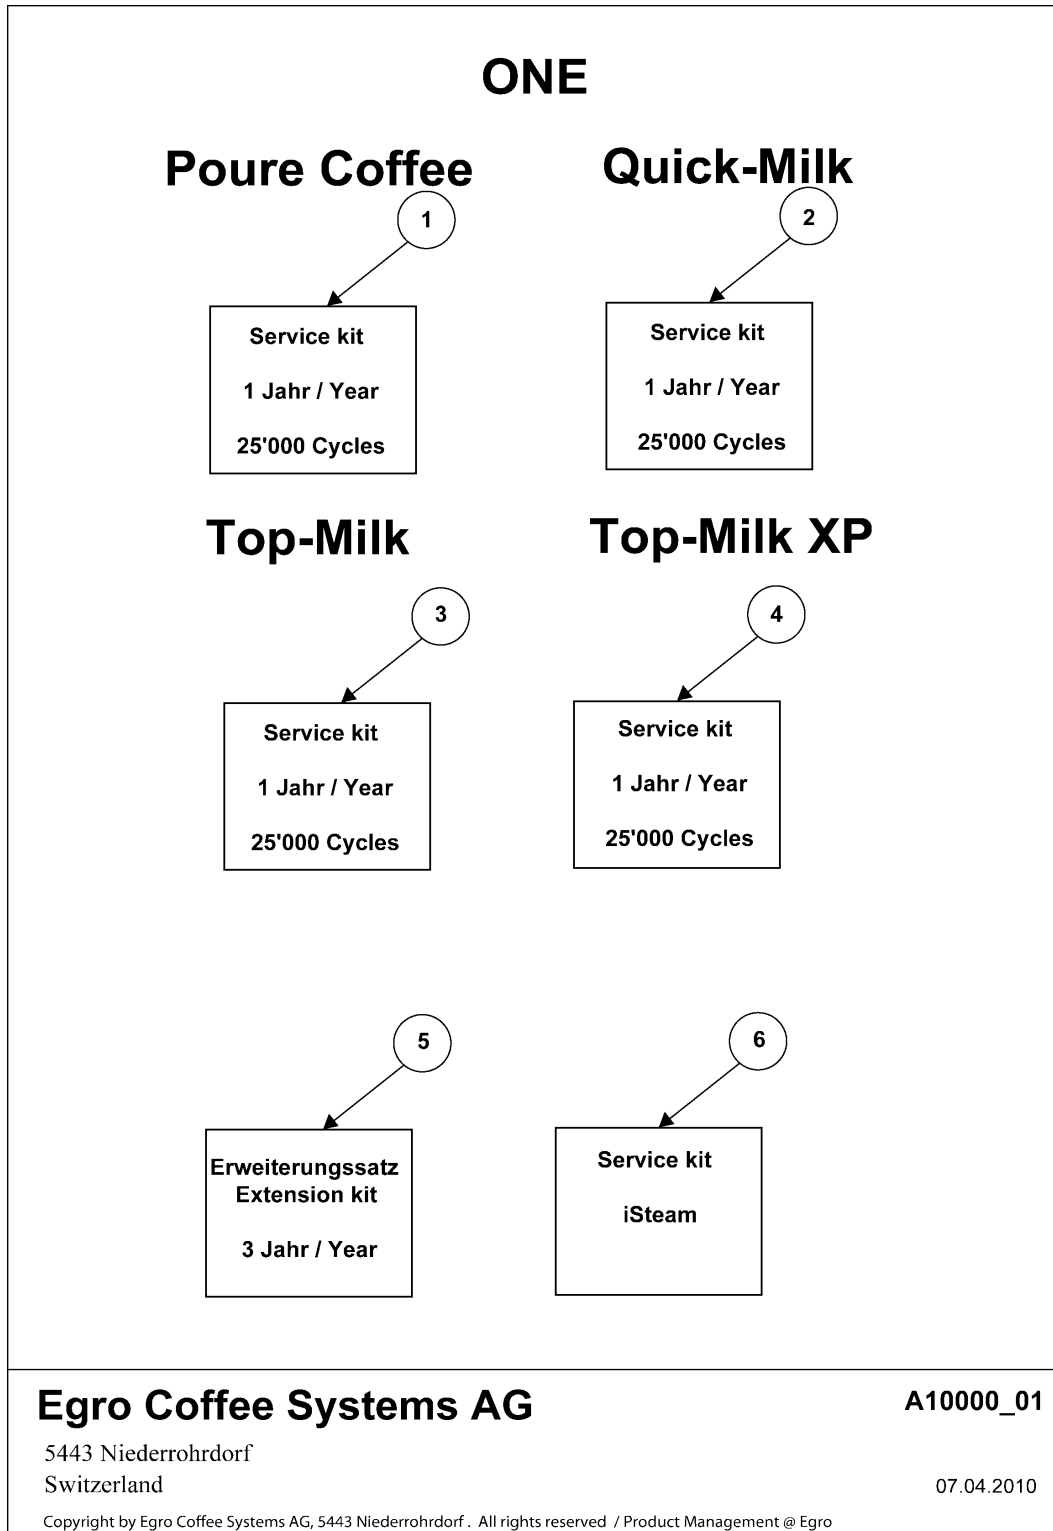 ONE
Poure Coffee
1
Service kit
1 Jahr / Year
25'000 Cycles
Quick-Milk
2
Service kit
1 Jahr / Year
25'000 Cycles
Top-Milk
3
Service kit
1 Jahr / Year
25'000 Cycles
Top-Milk XP
4
Service kit
1 Jahr / Year
25'000 Cycles
5
Erweiterungssatz
Extension kit
3 Jahr / Year
6
Service kit
iSteam
Egro Coffee Systems AG
A10000_01
5443 Niederrohrdorf
Switzerland
07.04.2010
Copyright by Egro Coffee Systems AG, 5443 Niederrohrdorf . All rights reserved / Product Management @ Egro